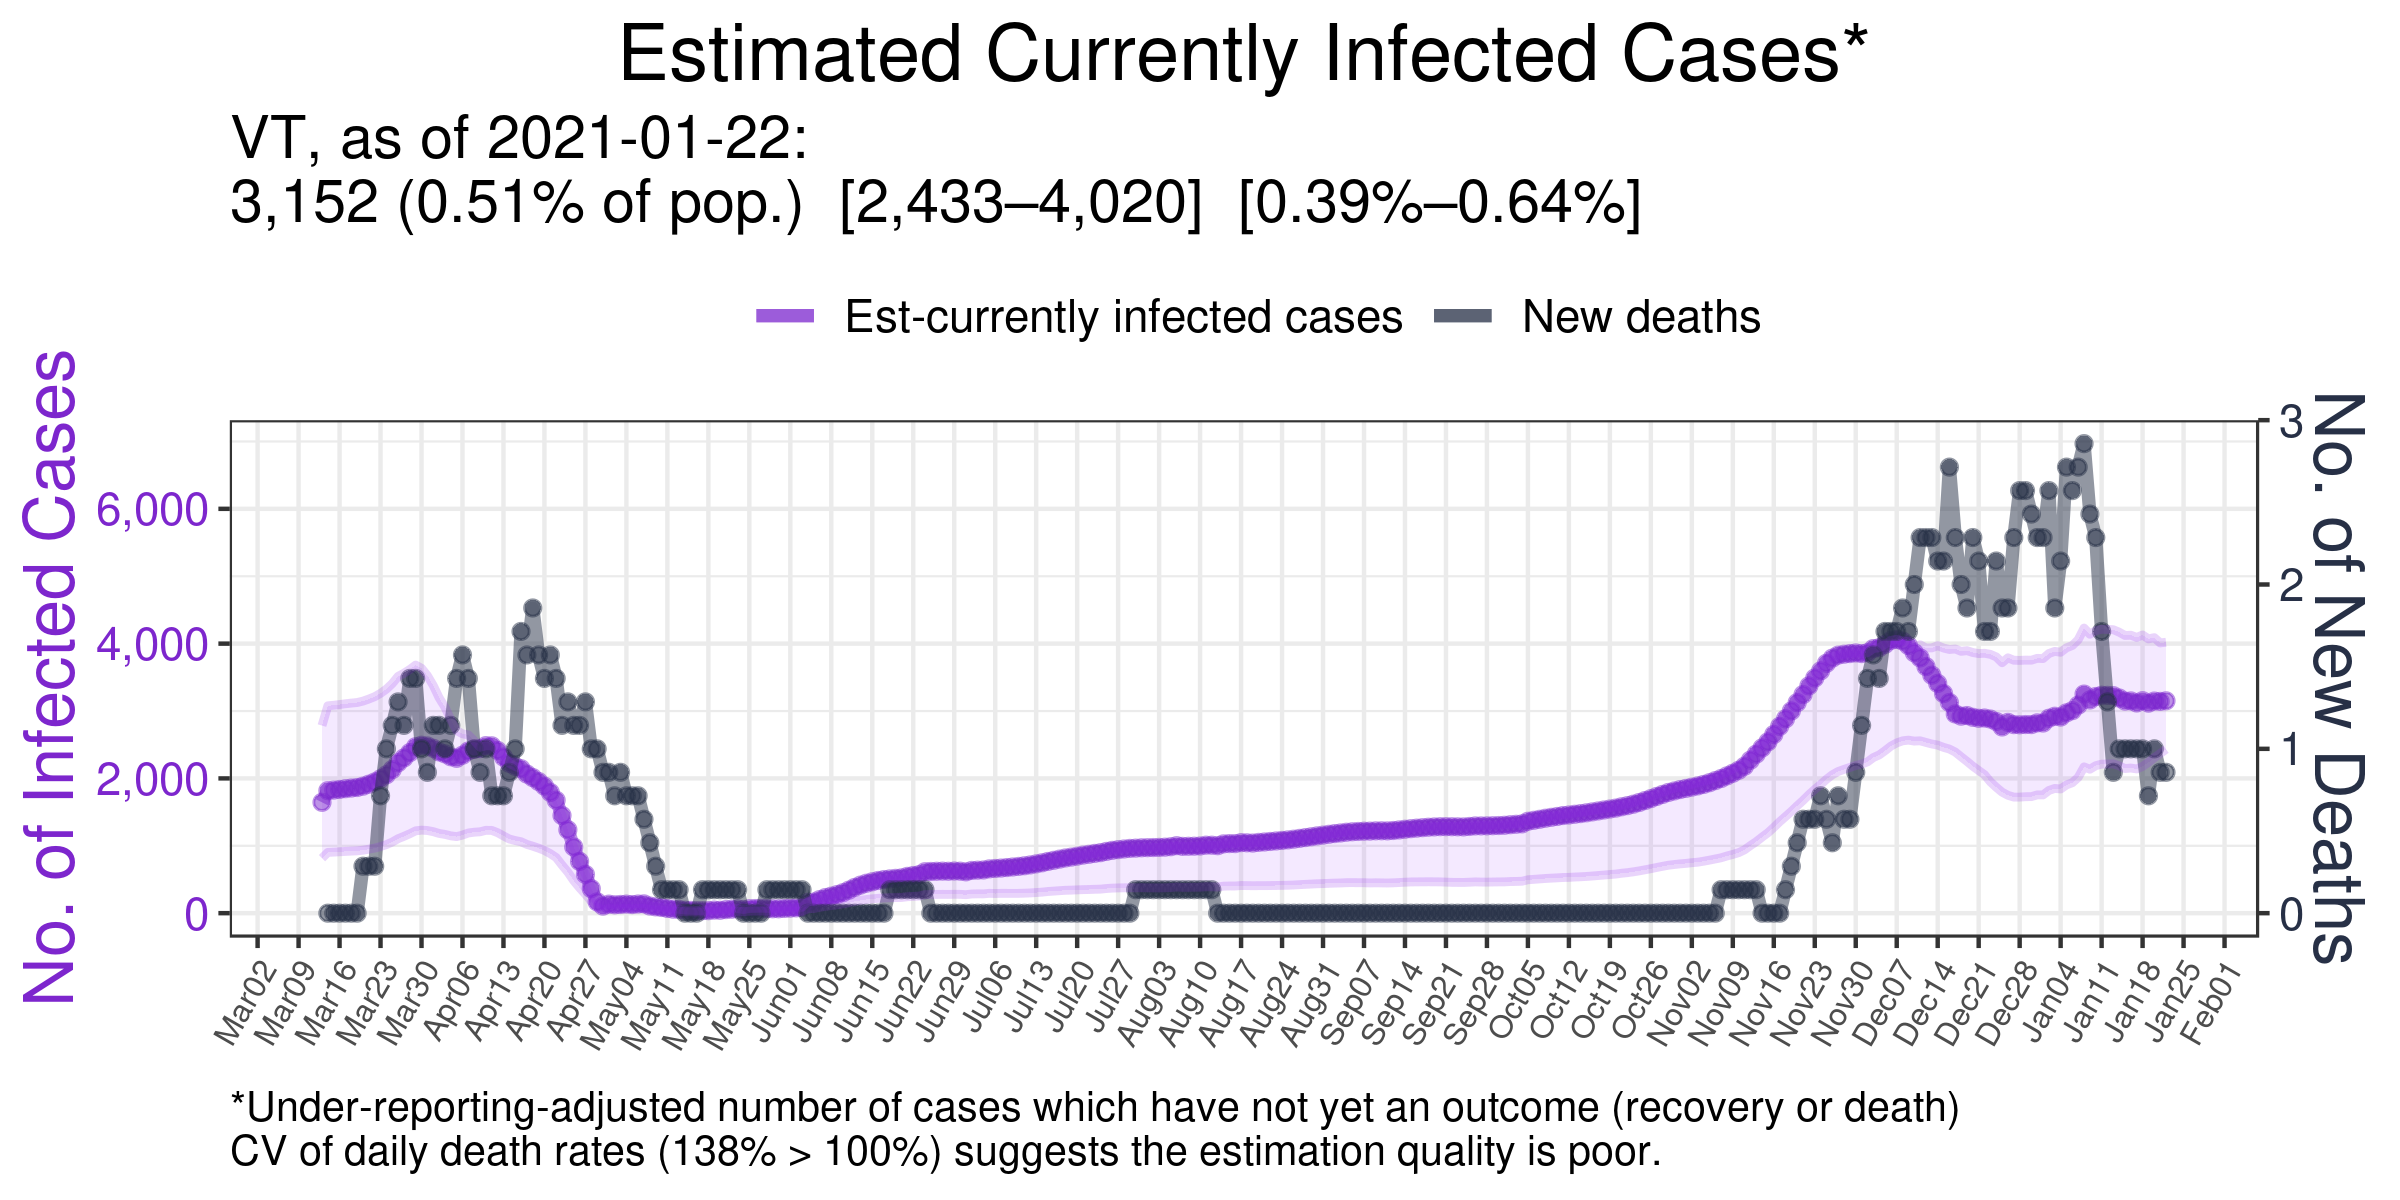 Estimated Currently Infected Cases*
VT, as of 2021-01-22:
3,152 (0.51% of pop.)  [2,433–4,020]  [0.39%–0.64%]
Est-currently infected cases
New deaths
No. of Infected Cases
6,000
4,000
2,000
0
3
2
1
0
No. of New Deaths
Mar02
Mar09
Mar16
Mar23
Mar30
Apr06
Apr13
Apr20
Apr27
May04
May11
May18
May25
Jun01
Jun08
Jun15
Jun22
Jun29
Jul06
Jul13
Jul20
Jul27
Aug03
Aug10
Aug17
Aug24
Aug31
Sep07
Sep14
Sep21
Sep28
Oct05
Oct12
Oct19
Oct26
Nov02
Nov09
Nov16
Nov23
Nov30
Dec07
Dec14
Dec21
Dec28
Jan04
Jan11
Jan18
Jan25
Feb01
*Under-reporting-adjusted number of cases which have not yet an outcome (recovery or death)
CV of daily death rates (138% > 100%) suggests the estimation quality is poor.